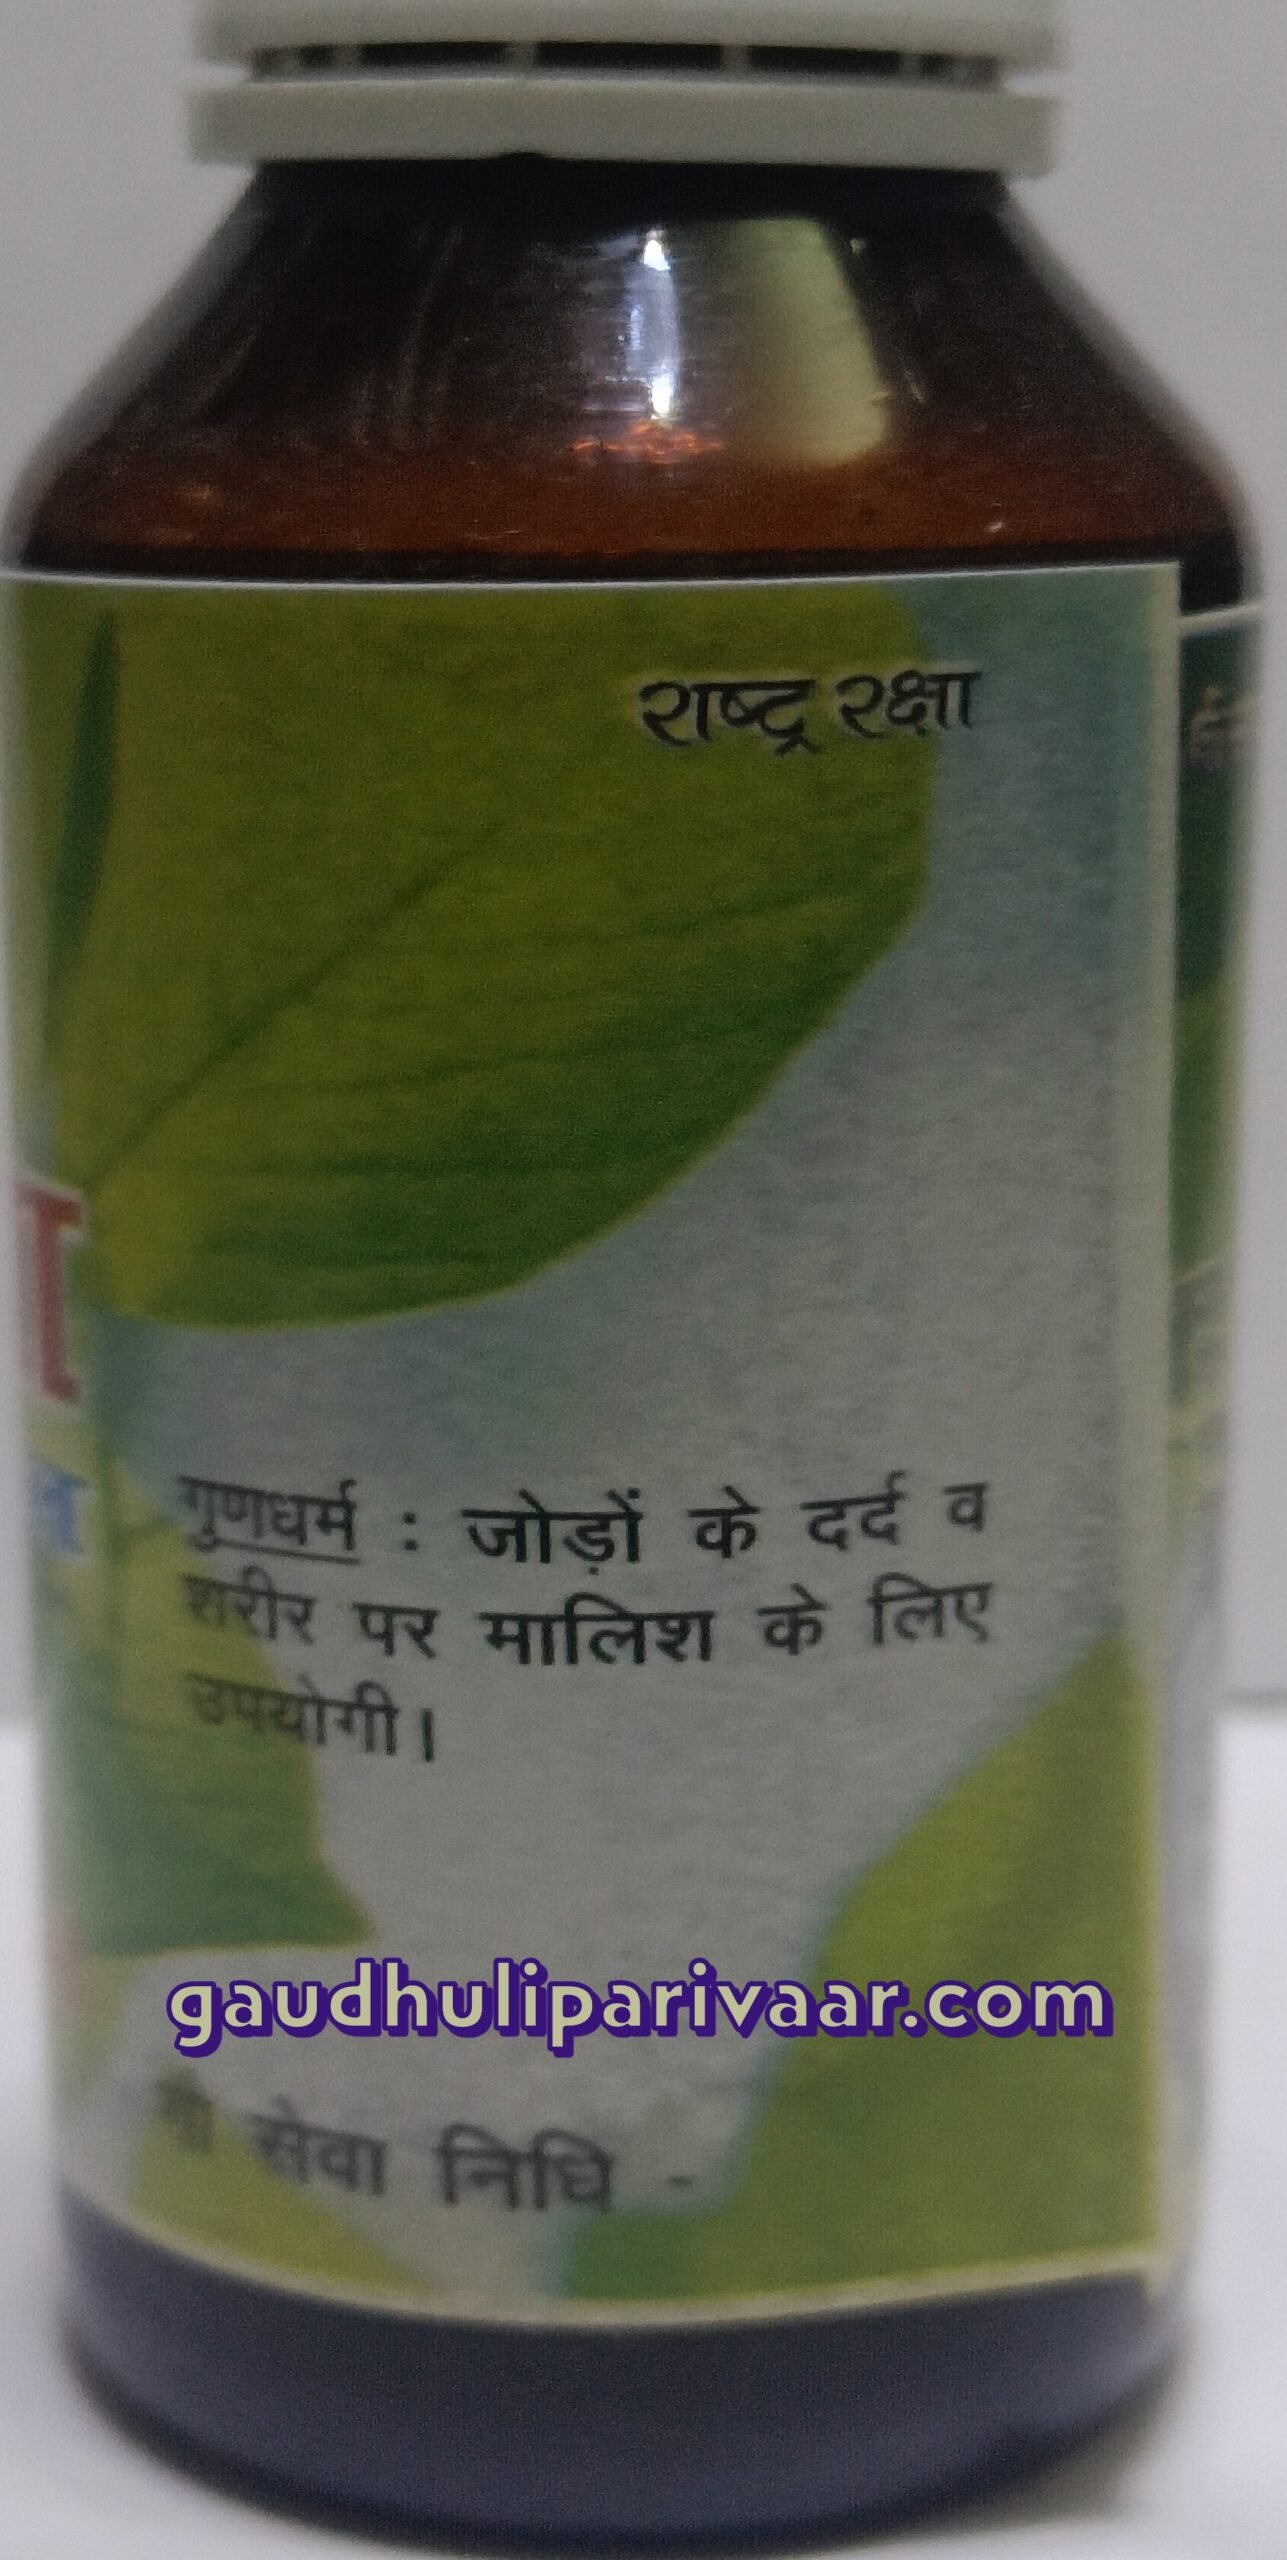 राष्ट्र रक्षा
गुणधर्म : जोड़ों के दर्द व
शरीर पर मालिश के लिए
उपयोगी।
gaudhuliparivaar.com
सेवा निधि -